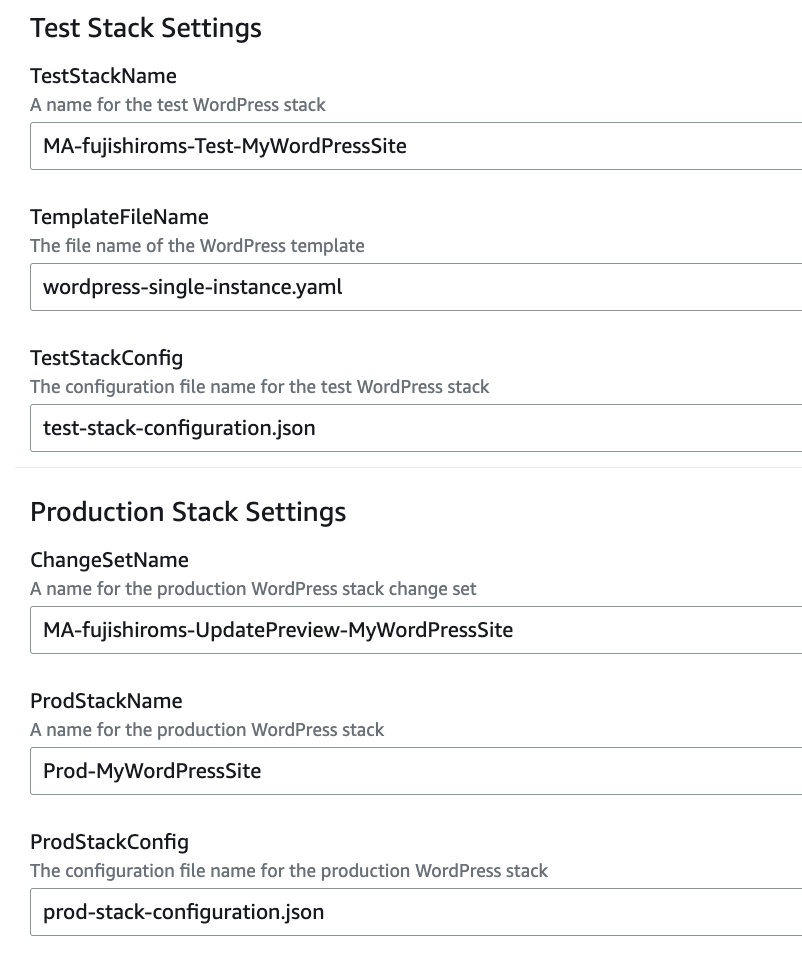 Test Stack Settings
TestStackName
A name for the test WordPress stack
MA-fujishiroms-Test-MyWordPressSite
TemplateFileName
The file name of the WordPress template
wordpress-single-instance.yaml
TestStackConfig
The configuration file name for the test WordPress stack
test-stack-configuration.json
Production Stack Settings
ChangeSetName
A name for the production WordPress stack change set
MA-fujishiroms-UpdatePreview-MyWordPressSite
ProdStackName
A name for the production WordPress stack
Prod-MyWordPressSite
ProdStackConfig
The configuration file name for the production WordPress stack
prod-stack-configuration.json